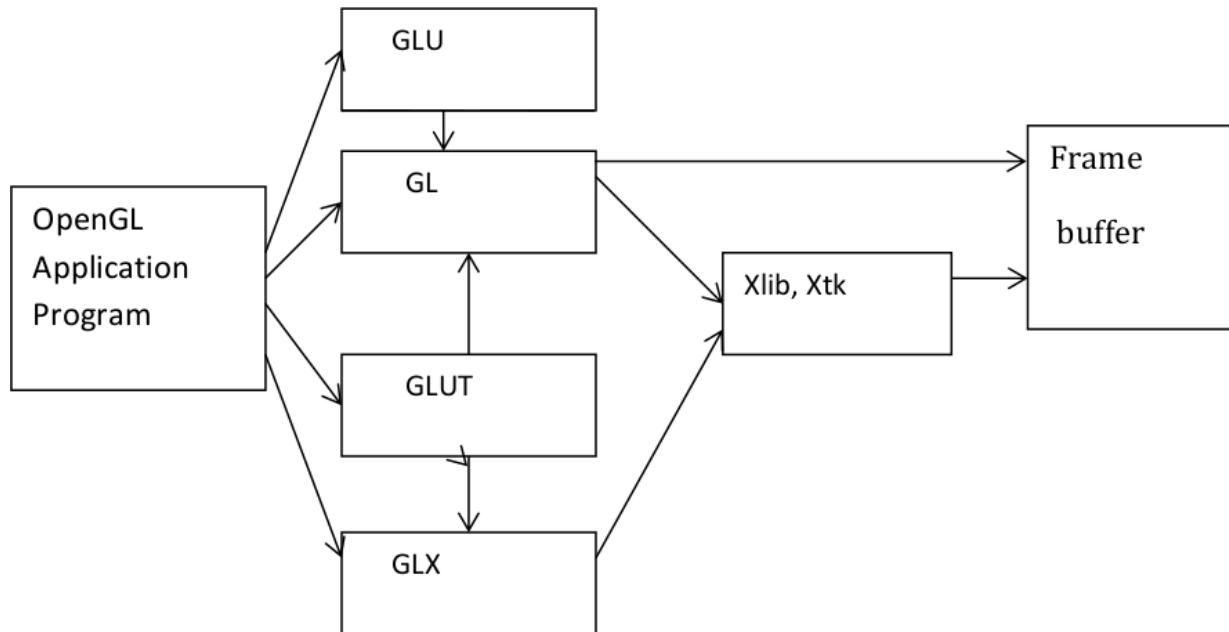 GLU
GL
OpenGL
Application
Program
GLUT
GLX
Xlib, Xtk
Frame
buffer